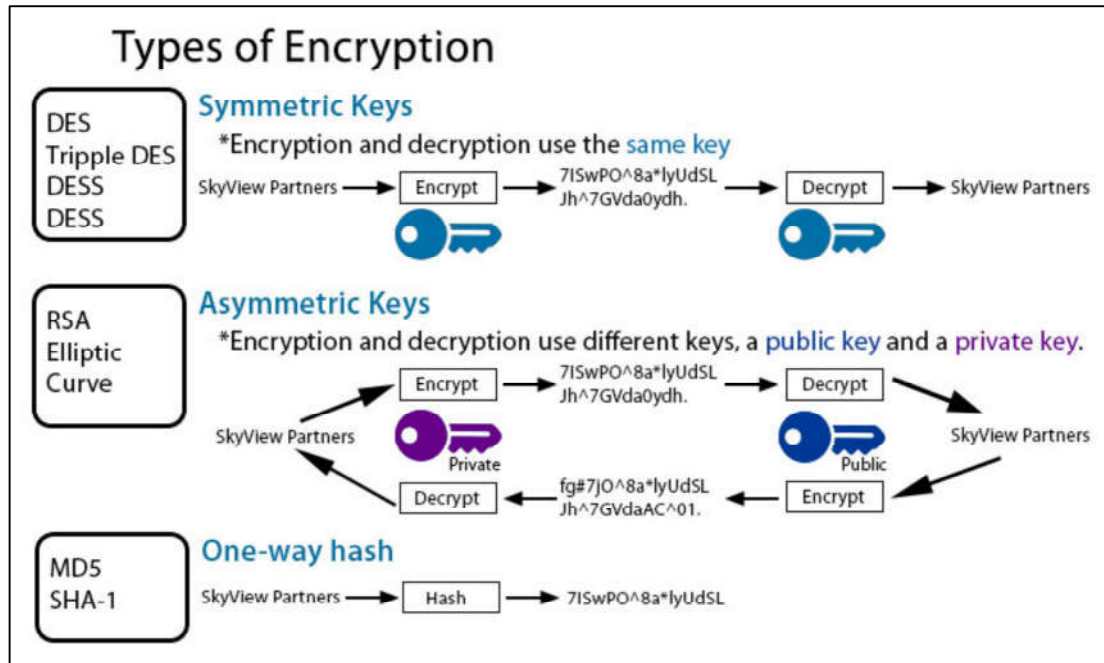 Types of Encryption
DES
Tripple DES
DESS
DESS
Symmetric Keys
*Encryption and decryption use the same key
SkyView Partners
Encrypt
7ISwPO^8a*lyUdSL
Jh^7GVda0ydh.
Decrypt
SkyView Partners
RSA
Elliptic
Curve
Asymmetric Keys
*Encryption and decryption use different keys, a public key and a private key.
Encrypt
7ISwPO^8a*lyUdSL
Jh^7GVda0ydh.
Decrypt
SkyView Partners
Private
Public
SkyView Partners
Decrypt
fg#7jO^8a*lyUdSL
Jh^7GVdaAC^01.
Encrypt
MD5
SHA-1
One-way hash
SkyView Partners
Hash
7ISwPO^8a*lyUdSL